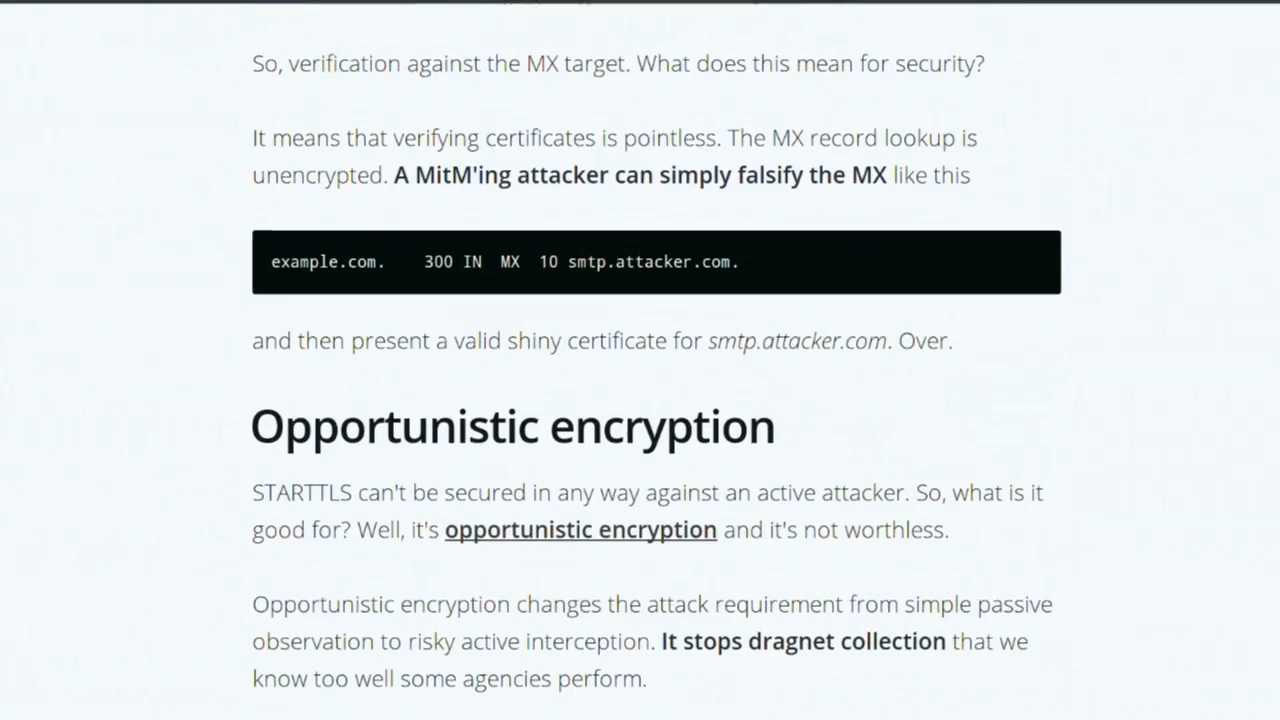 So, verification against the MX target. What does this mean for security?
It means that verifying certificates is pointless. The MX record lookup is
unencrypted. A MitM'ing attacker can simply falsify the MX like this
example.com.    300 IN  MX  10 smtp.attacker.com.
and then present a valid shiny certificate for smtp.attacker.com. Over.
Opportunistic encryption
STARTTLS can't be secured in any way against an active attacker. So, what is it
good for? Well, it's opportunistic encryption and it's not worthless.
Opportunistic encryption changes the attack requirement from simple passive
observation to risky active interception. It stops dragnet collection that we
know too well some agencies perform.